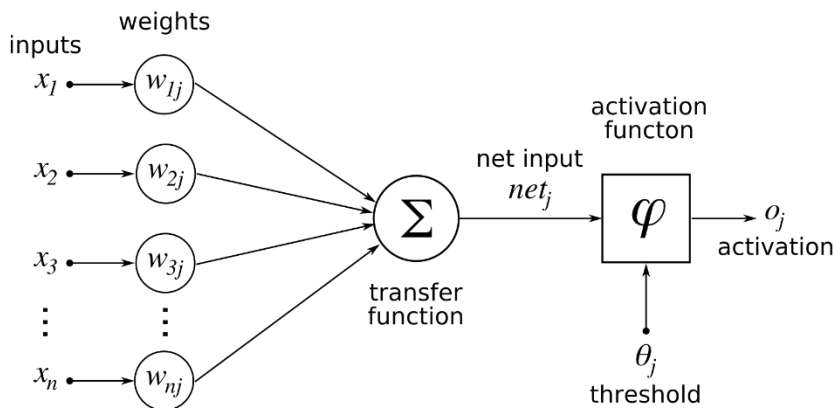 weights
inputs
x₁
w₁ⱼ
x₂
w₂ⱼ
x₃
w₃ⱼ
⋮
⋮
xₙ
wₙⱼ
Σ
transfer
function
net input
netⱼ
activation
functon
φ
oⱼ
activation
θⱼ
threshold